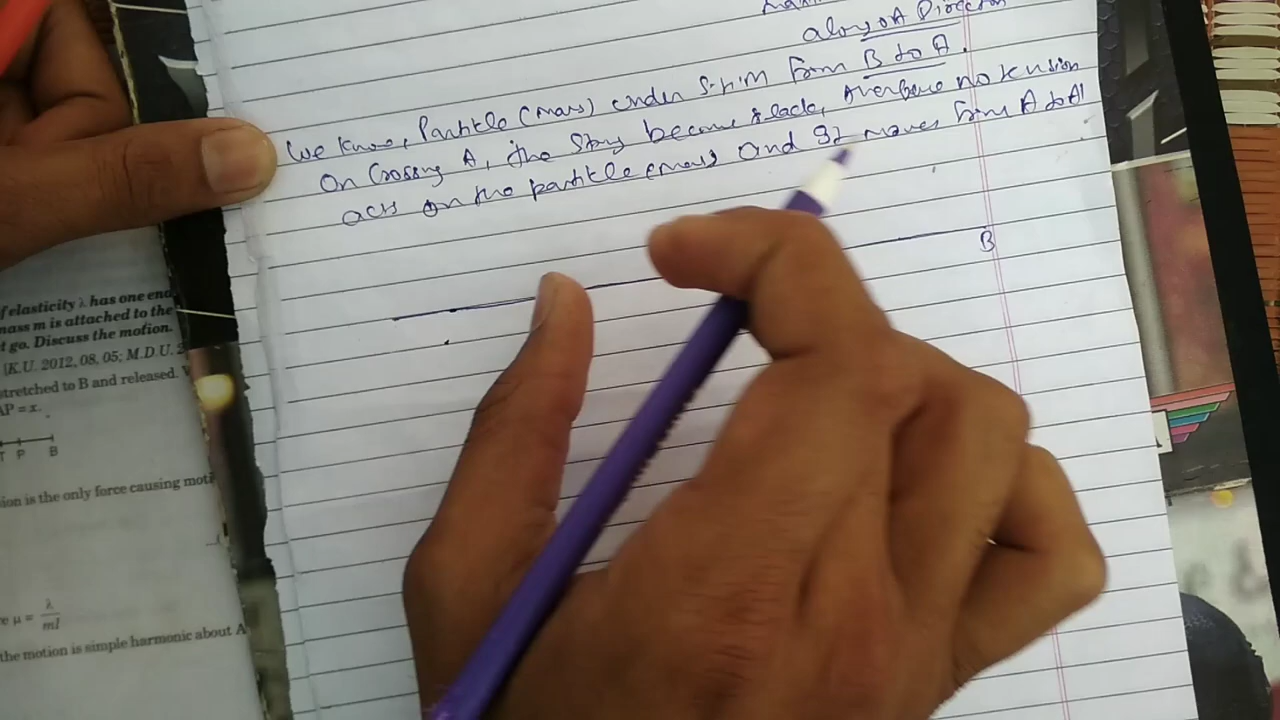 along OA Direction
B to A.
We know, Particle (mass) under S.H.M from
On Crossing A, the string become slack, therefore no tension
acts on the particle (mass) and It moves from A to A'
B
f elasticity λ has one end
mass m is attached to the
t go. Discuss the motion.
[K.U. 2012, 08, 05; M.D.U. 2
stretched to B and released.
AP = x.
T P B
ion is the only force causing moti
e μ = λ/ml
the motion is simple harmonic about A